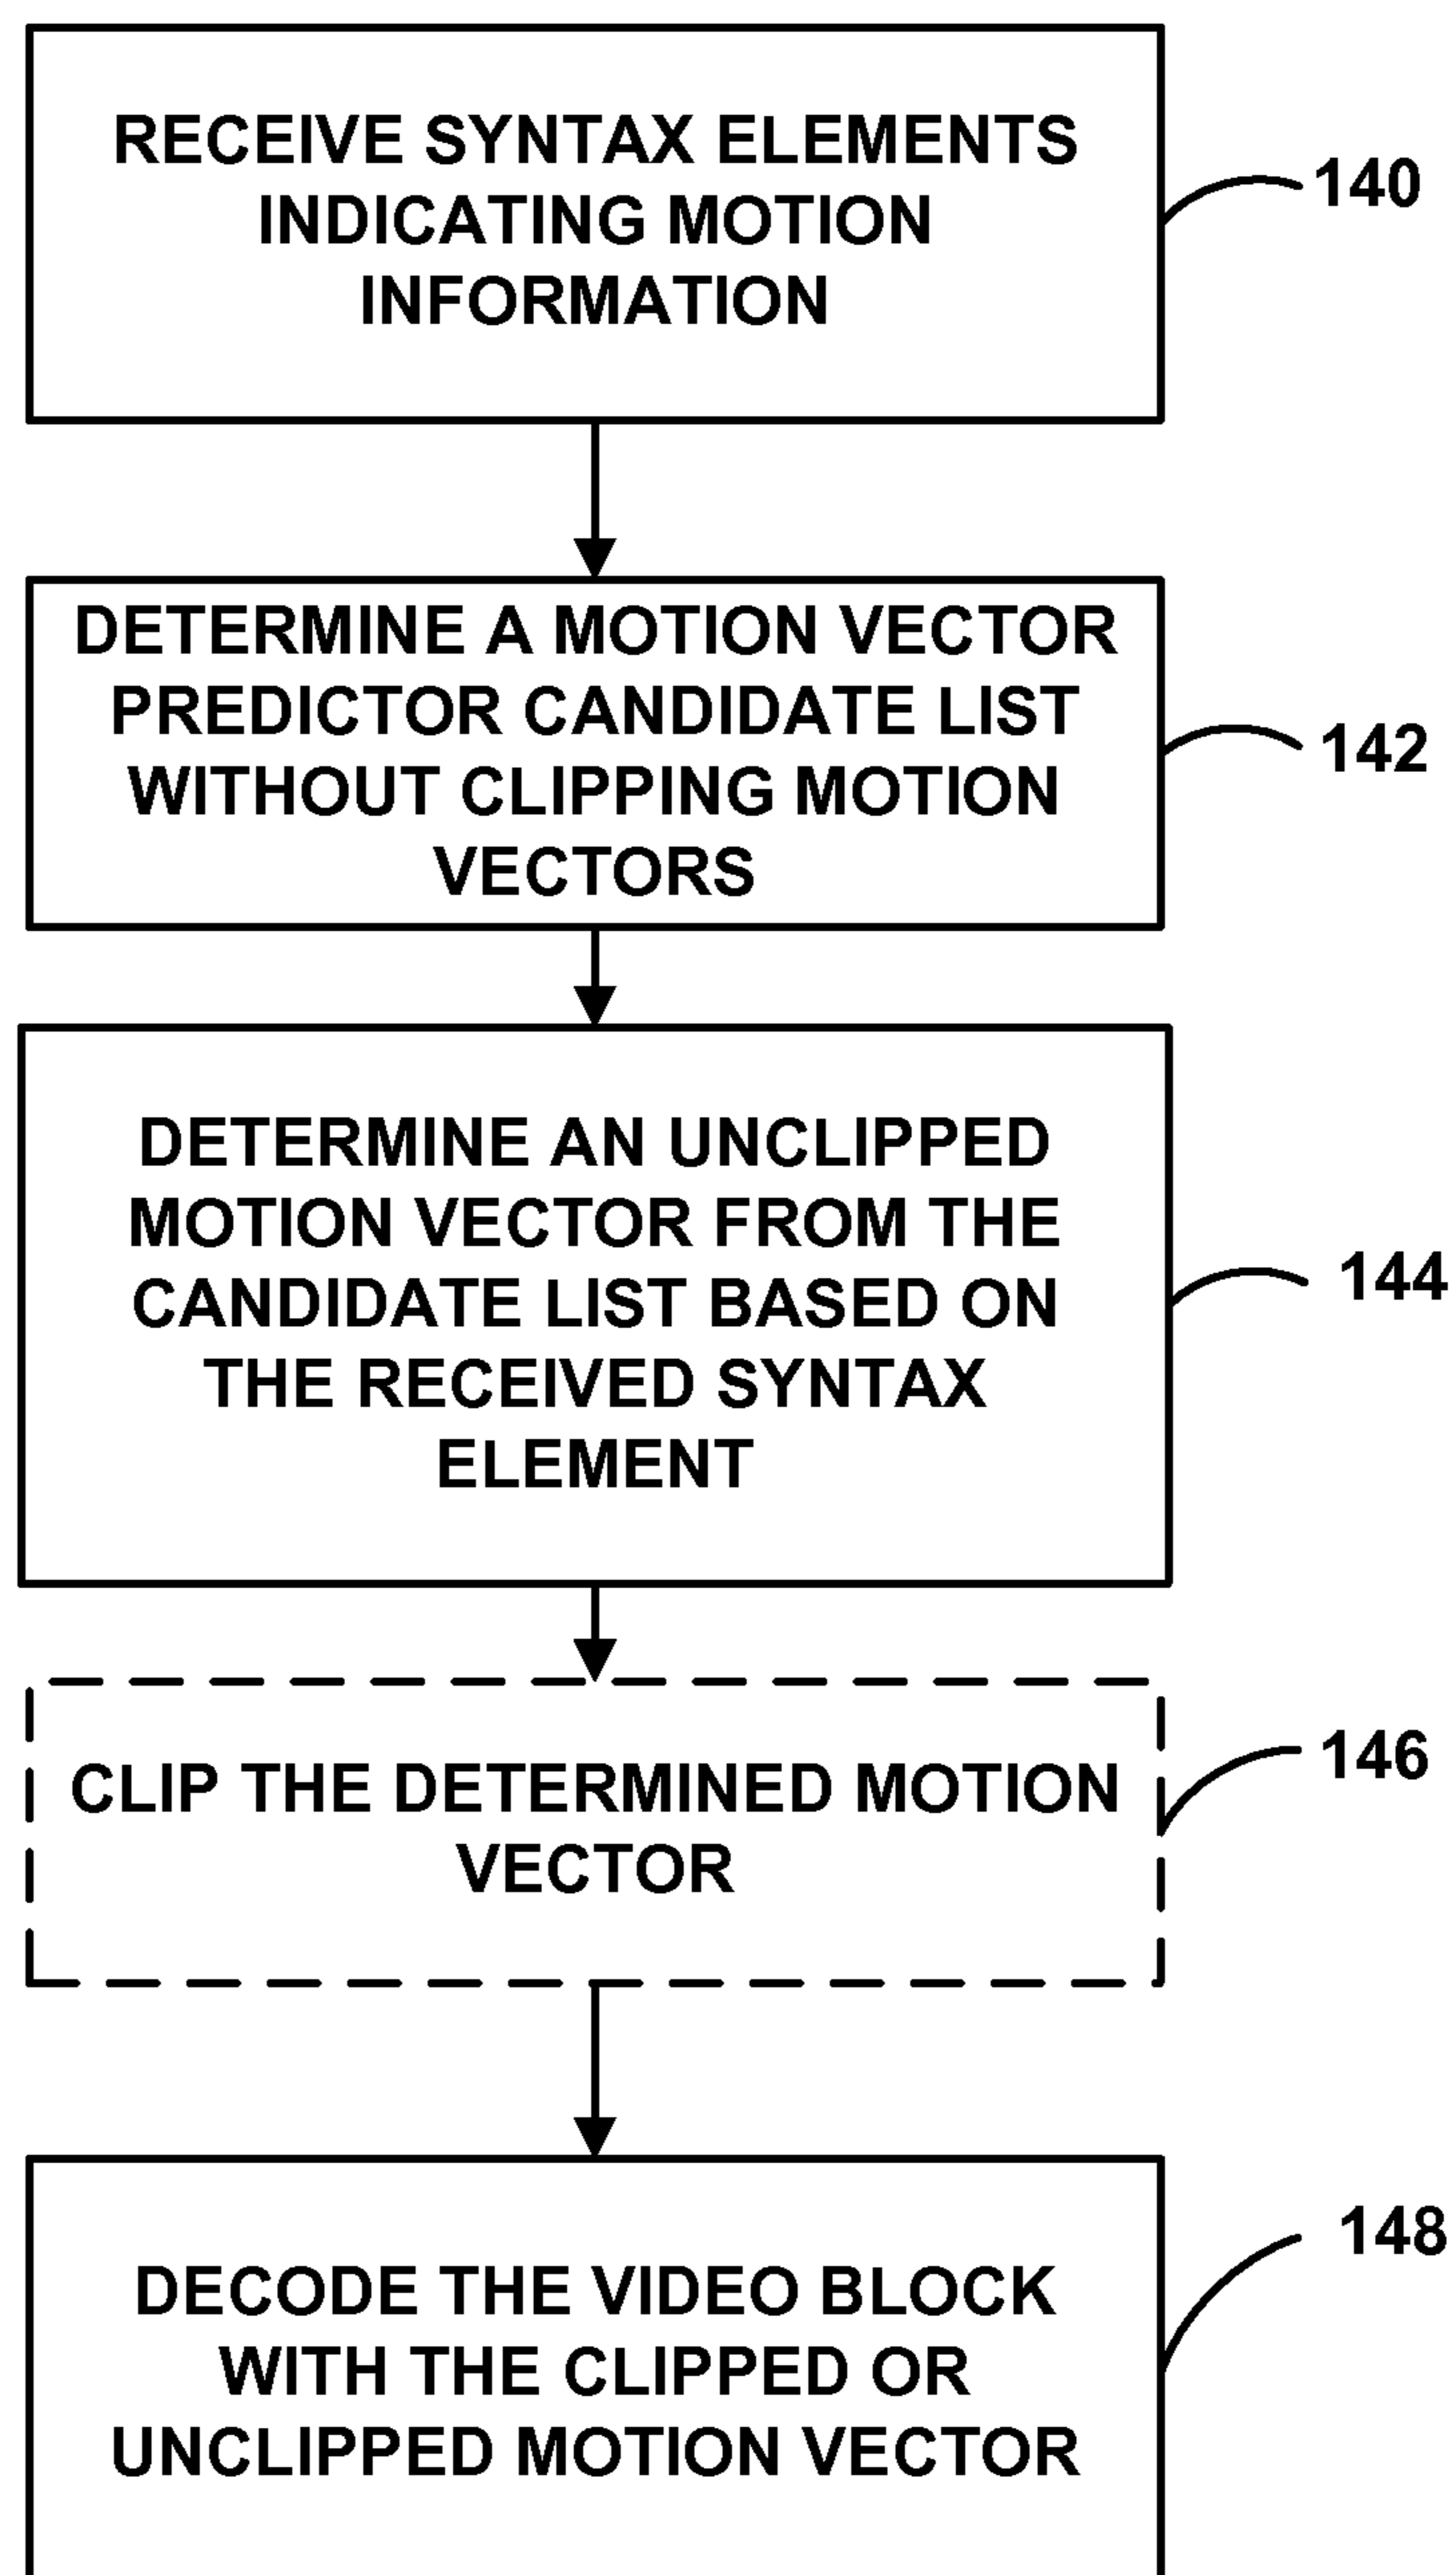 RECEIVE SYNTAX ELEMENTS
INDICATING MOTION
INFORMATION
140
DETERMINE A MOTION VECTOR
PREDICTOR CANDIDATE LIST
WITHOUT CLIPPING MOTION
VECTORS
142
DETERMINE AN UNCLIPPED
MOTION VECTOR FROM THE
CANDIDATE LIST BASED ON
THE RECEIVED SYNTAX
ELEMENT
144
CLIP THE DETERMINED MOTION
VECTOR
146
DECODE THE VIDEO BLOCK
WITH THE CLIPPED OR
UNCLIPPED MOTION VECTOR
148